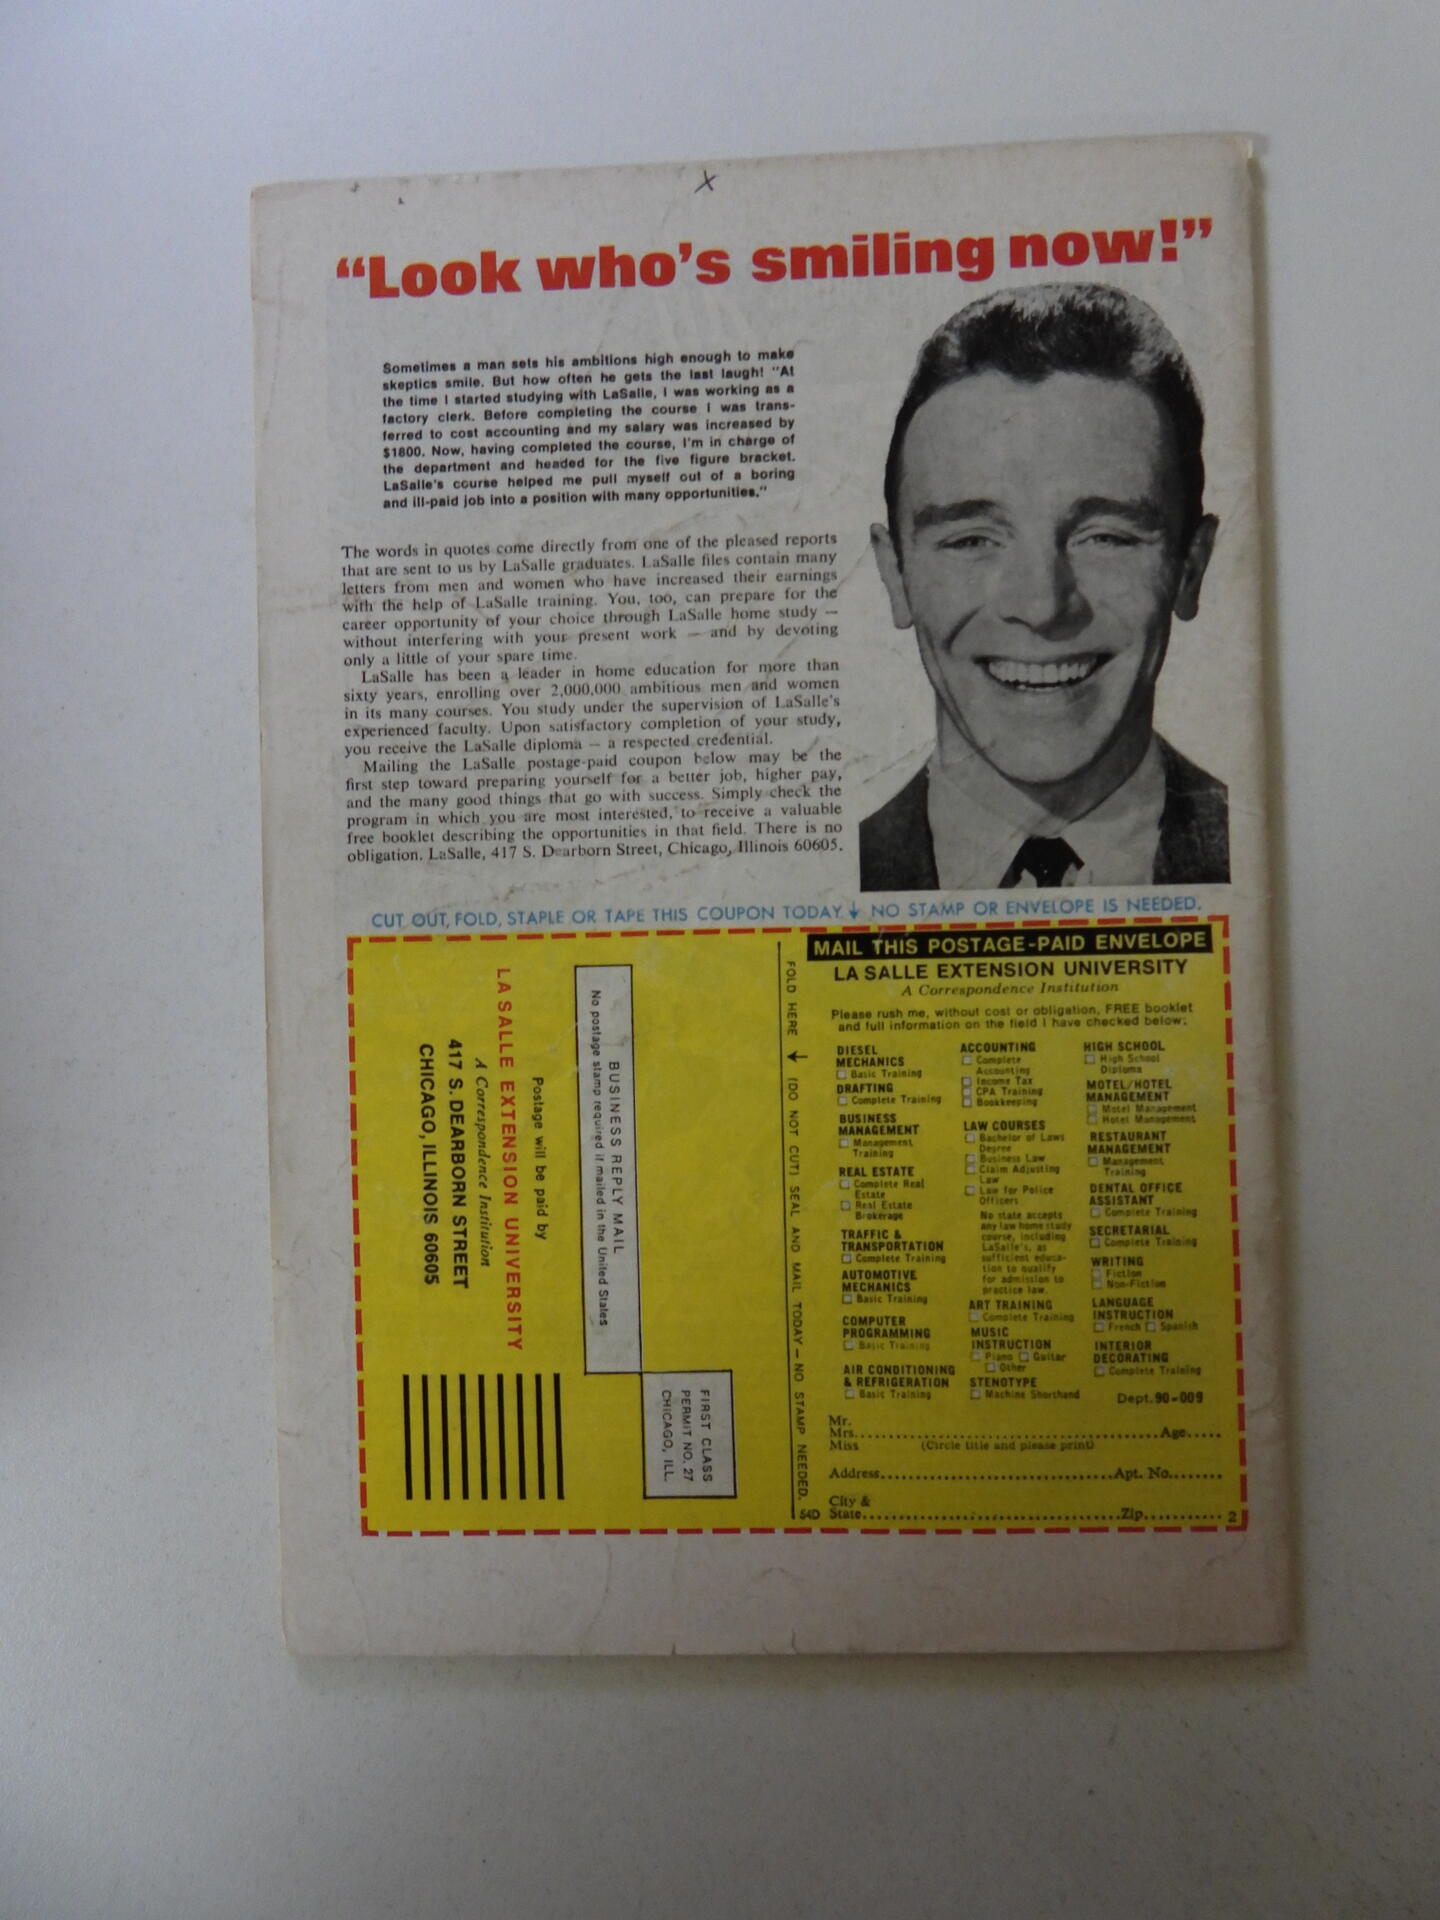 x
“Look who's smiling now!”
Sometimes a man sets his ambitions high enough to make
skeptics smile. But how often he gets the last laugh! "At
the time I started studying with LaSalle, I was working as a
factory clerk. Before completing the course I was trans-
ferred to cost accounting and my salary was increased by
$1800. Now, having completed the course, I'm in charge of
the department and headed for the five figure bracket.
LaSalle's course helped me pull myself out of a boring
and ill-paid job into a position with many opportunities."
The words in quotes come directly from one of the pleased reports
that are sent to us by LaSalle graduates. LaSalle files contain many
letters from men and women who have increased their earnings
with the help of LaSalle training. You, too, can prepare for the
career opportunity of your choice through LaSalle home study —
without interfering with your present work — and by devoting
only a little of your spare time.
LaSalle has been a leader in home education for more than
sixty years, enrolling over 2,000,000 ambitious men and women
in its many courses. You study under the supervision of LaSalle's
experienced faculty. Upon satisfactory completion of your study,
you receive the LaSalle diploma — a respected credential.
Mailing the LaSalle postage-paid coupon below may be the
first step toward preparing yourself for a better job, higher pay,
and the many good things that go with success. Simply check the
program in which you are most interested, to receive a valuable
free booklet describing the opportunities in that field. There is no
obligation. LaSalle, 417 S. Dearborn Street, Chicago, Illinois 60605.
CUT OUT, FOLD, STAPLE OR TAPE THIS COUPON TODAY ↓ NO STAMP OR ENVELOPE IS NEEDED.
FIRST CLASS
PERMIT NO. 27
CHICAGO, ILL.
BUSINESS REPLY MAIL
No postage stamp required if mailed in the United States
Postage will be paid by
LA SALLE EXTENSION UNIVERSITY
A Correspondence Institution
417 S. DEARBORN STREET
CHICAGO, ILLINOIS 60605
FOLD HERE → (DO NOT CUT) SEAL AND MAIL TODAY — NO STAMP NEEDED.
MAIL THIS POSTAGE-PAID ENVELOPE
LA SALLE EXTENSION UNIVERSITY
A Correspondence Institution
Please rush me, without cost or obligation, FREE booklet
and full information on the field I have checked below:
DIESEL
MECHANICS
☐ Basic Training
DRAFTING
☐ Complete Training
BUSINESS
MANAGEMENT
☐ Management
Training
REAL ESTATE
☐ Complete Real
Estate
☐ Real Estate
Brokerage
TRAFFIC &
TRANSPORTATION
☐ Complete Training
AUTOMOTIVE
MECHANICS
☐ Basic Training
COMPUTER
PROGRAMMING
☐ Basic Training
AIR CONDITIONING
& REFRIGERATION
☐ Basic Training
ACCOUNTING
☐ Complete
Accounting
☐ Income Tax
☐ CPA Training
☐ Bookkeeping
LAW COURSES
☐ Bachelor of Laws
Degree
☐ Business Law
☐ Claim Adjusting
Law
☐ Law for Police
Officers
No state accepts
any law home study
course, including
LaSalle's, as
sufficient educa-
tion to qualify
for admission to
practice law.
ART TRAINING
☐ Complete Training
MUSIC
INSTRUCTION
☐ Piano ☐ Guitar
☐ Other
STENOTYPE
☐ Machine Shorthand
HIGH SCHOOL
☐ High School
Diploma
MOTEL/HOTEL
MANAGEMENT
☐ Motel Management
☐ Hotel Management
RESTAURANT
MANAGEMENT
☐ Management
Training
DENTAL OFFICE
ASSISTANT
☐ Complete Training
SECRETARIAL
☐ Complete Training
WRITING
☐ Fiction
☐ Non-Fiction
LANGUAGE
INSTRUCTION
☐ French ☐ Spanish
INTERIOR
DECORATING
☐ Complete Training
Dept. 90-009
Mr.
Mrs. Age
Miss (Circle title and please print)
Address Apt. No.
City &
State Zip 2
54D